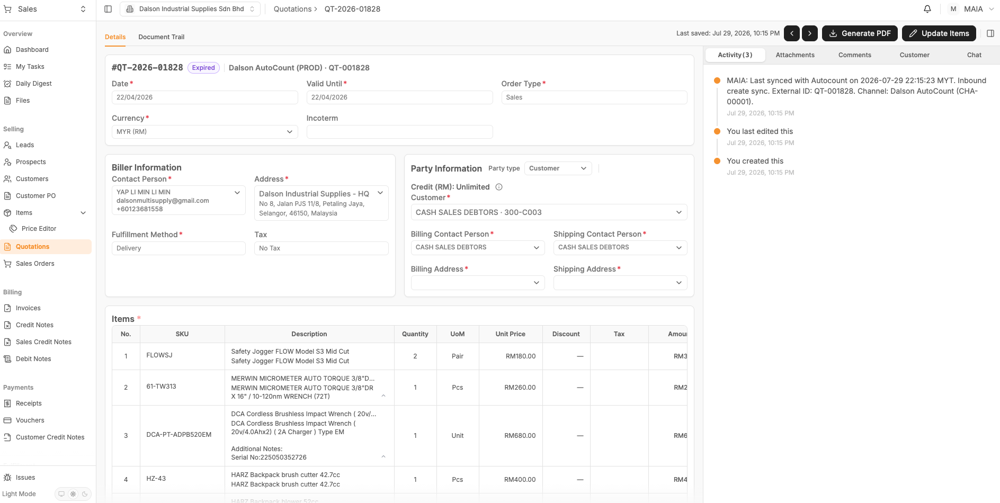 Sales
Dalson Industrial Supplies Sdn Bhd
Quotations
QT-2026-01828
M
MAIA
Overview
Dashboard
My Tasks
Daily Digest
Files
Selling
Leads
Prospects
Customers
Customer PO
Items
Price Editor
Quotations
Sales Orders
Billing
Invoices
Credit Notes
Sales Credit Notes
Debit Notes
Payments
Receipts
Vouchers
Customer Credit Notes
Issues
Light Mode
Details
Document Trail
Last saved: Jul 29, 2026, 10:15 PM
Generate PDF
Update Items
#QT-2026-01828
Expired
Dalson AutoCount (PROD) · QT-001828
Date*
Valid Until*
Order Type*
22/04/2026
22/04/2026
Sales
Currency*
Incoterm
MYR (RM)
Biller Information
Contact Person*
Address*
YAP LI MIN LI MIN
dalsonmultisupply@gmail.com
+60123681558
Dalson Industrial Supplies - HQ
No 8, Jalan PJS 11/8, Petaling Jaya,
Selangor, 46150, Malaysia
Fulfillment Method*
Tax
Delivery
No Tax
Party Information
Party type
Customer
Credit (RM): Unlimited
Customer*
CASH SALES DEBTORS · 300-C003
Billing Contact Person*
Shipping Contact Person*
CASH SALES DEBTORS
CASH SALES DEBTORS
Billing Address*
Shipping Address*
Items *
No.
SKU
Description
Quantity
UoM
Unit Price
Discount
Tax
Amour
1
FLOWSJ
Safety Jogger FLOW Model S3 Mid Cut
Safety Jogger FLOW Model S3 Mid Cut
2
Pair
RM180.00
—
RM3
2
61-TW313
MERWIN MICROMETER AUTO TORQUE 3/8"D...
MERWIN MICROMETER AUTO TORQUE 3/8"DR
X 16" / 10-120nm WRENCH (72T)
1
Pcs
RM260.00
—
RM2
3
DCA-PT-ADPB520EM
DCA Cordless Brushless Impact Wrench ( 20v/...
DCA Cordless Brushless Impact Wrench (
20v/4.0Ahx2) ( 2A Charger ) Type EM
Additional Notes:
Serial No:225050352726
1
Unit
RM680.00
—
RM6
4
HZ-43
HARZ Backpack brush cutter 42.7cc
HARZ Backpack brush cutter 42.7cc
1
Pcs
RM400.00
—
RM4
HARZ Backpack blower 52cc
Activity(3)
Attachments
Comments
Customer
Chat
MAIA: Last synced with Autocount on 2026-07-29 22:15:23 MYT. Inbound
create sync. External ID: QT-001828. Channel: Dalson AutoCount (CHA-
00001).
Jul 29, 2026, 10:15 PM
You last edited this
Jul 29, 2026, 10:15 PM
You created this
Jul 29, 2026, 10:15 PM